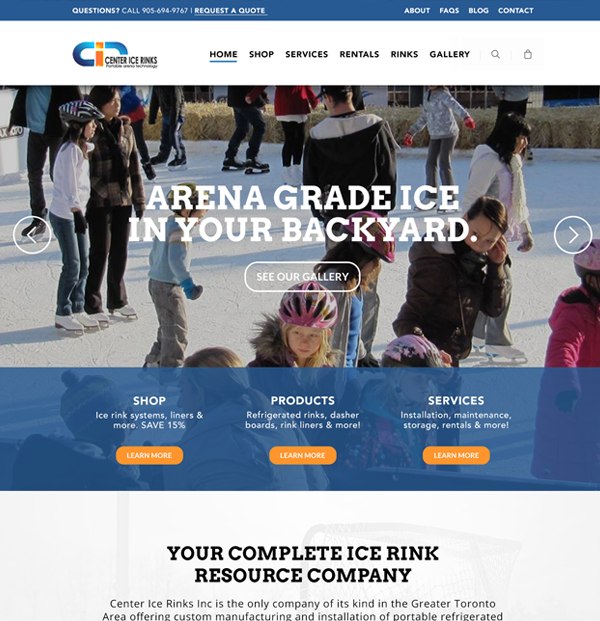 QUESTIONS? CALL 905-694-9767 | REQUEST A QUOTE
ABOUT FAQS BLOG CONTACT
CENTER ICE RINKS
Portable arena technology
HOME SHOP SERVICES RENTALS RINKS GALLERY
ARENA GRADE ICE
IN YOUR BACKYARD.
SEE OUR GALLERY
SHOP
Ice rink systems, liners &
more. SAVE 15%
LEARN MORE
PRODUCTS
Refrigerated rinks, dasher
boards, rink liners & more!
LEARN MORE
SERVICES
Installation, maintenance,
storage, rentals & more!
LEARN MORE
YOUR COMPLETE ICE RINK
RESOURCE COMPANY
Center Ice Rinks Inc is the only company of its kind in the Greater Toronto
Area offering custom manufacturing and installation of portable refrigerated